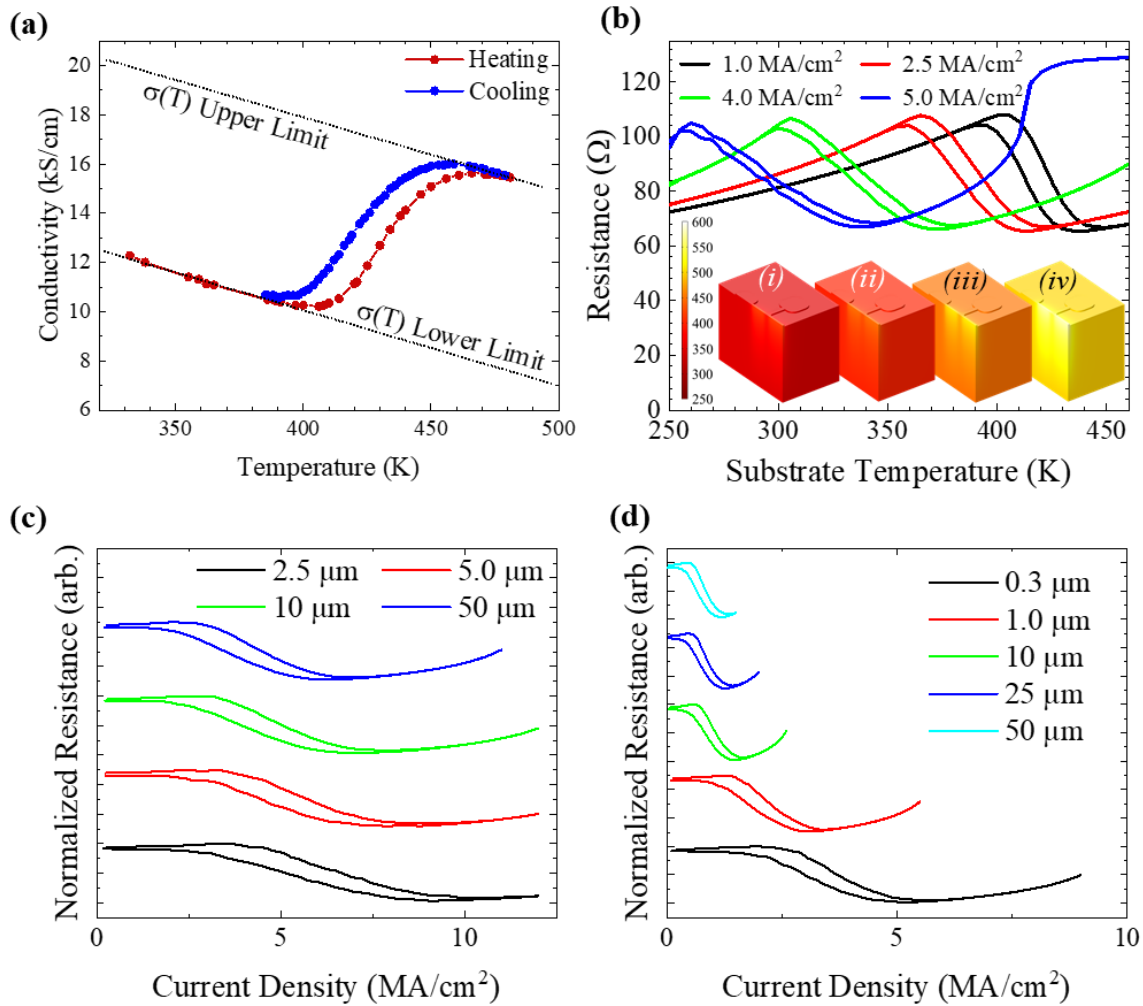 (a)
Conductivity (kS/cm)
20
18
16
14
12
10
8
6
Heating
Cooling
σ(T) Upper Limit
σ(T) Lower Limit
350
400
450
500
Temperature (K)
(b)
Resistance (Ω)
120
100
80
60
40
20
0
1.0 MA/cm²
2.5 MA/cm²
4.0 MA/cm²
5.0 MA/cm²
600
550
500
450
400
350
300
250
(i)
(ii)
(iii)
(iv)
250
300
350
400
450
Substrate Temperature (K)
(c)
Normalized Resistance (arb.)
2.5 μm
5.0 μm
10 μm
50 μm
0
5
10
Current Density (MA/cm²)
(d)
Normalized Resistance (arb.)
0.3 μm
1.0 μm
10 μm
25 μm
50 μm
0
5
10
Current Density (MA/cm²)